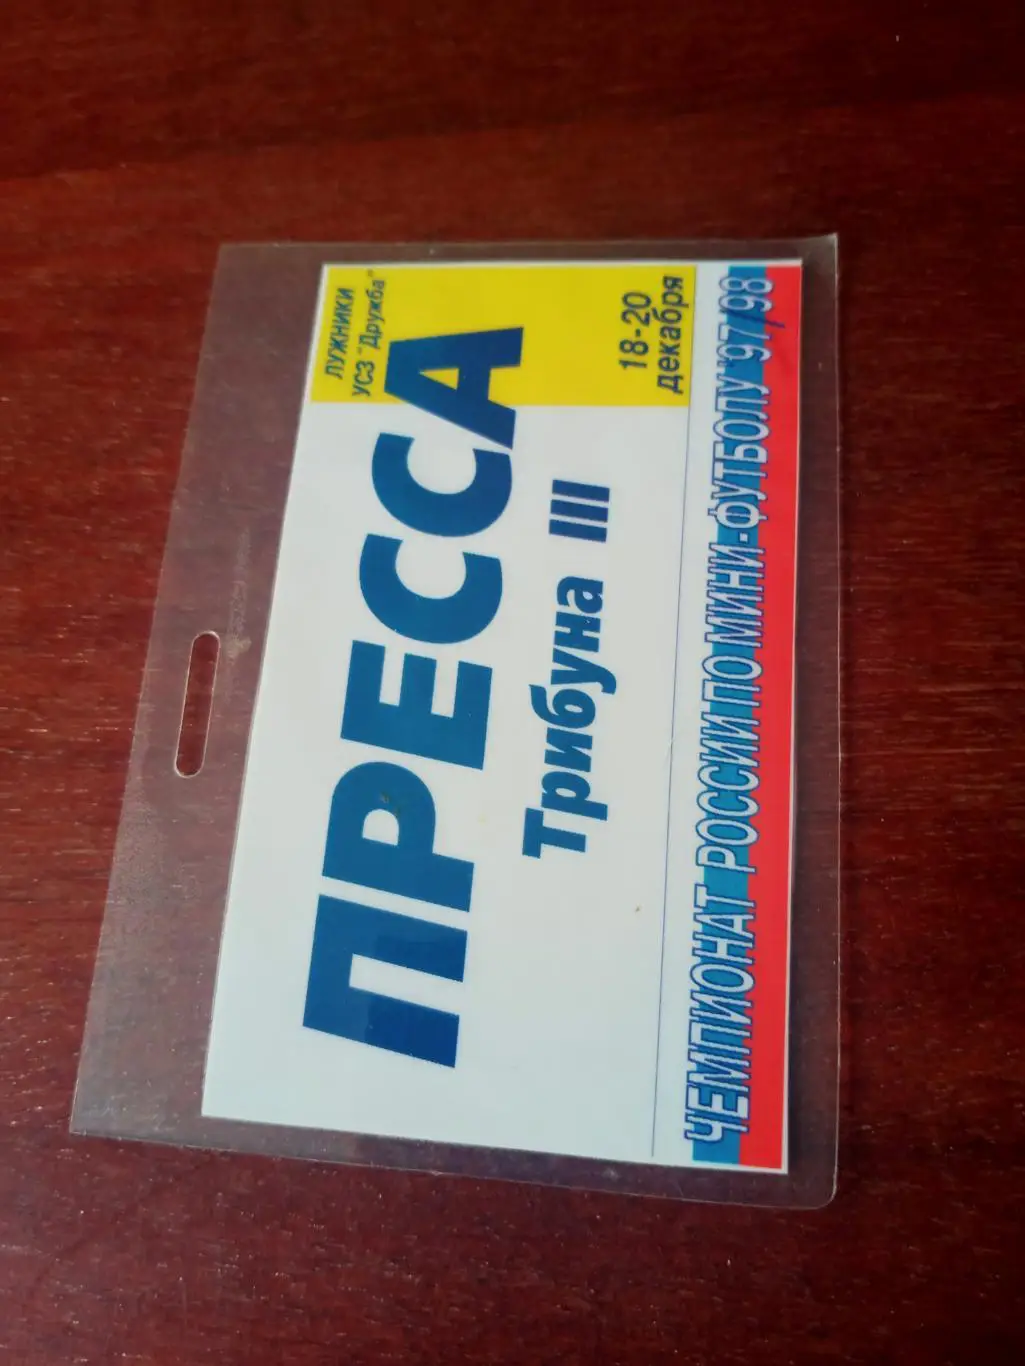 ЛУЖНИКИ
УСЗ "Дружба"
ПРЕССА
Трибуна III
18-20
декабря
ЧЕМПИОНАТ РОССИИ ПО МИНИ-ФУТБОЛУ '97/98